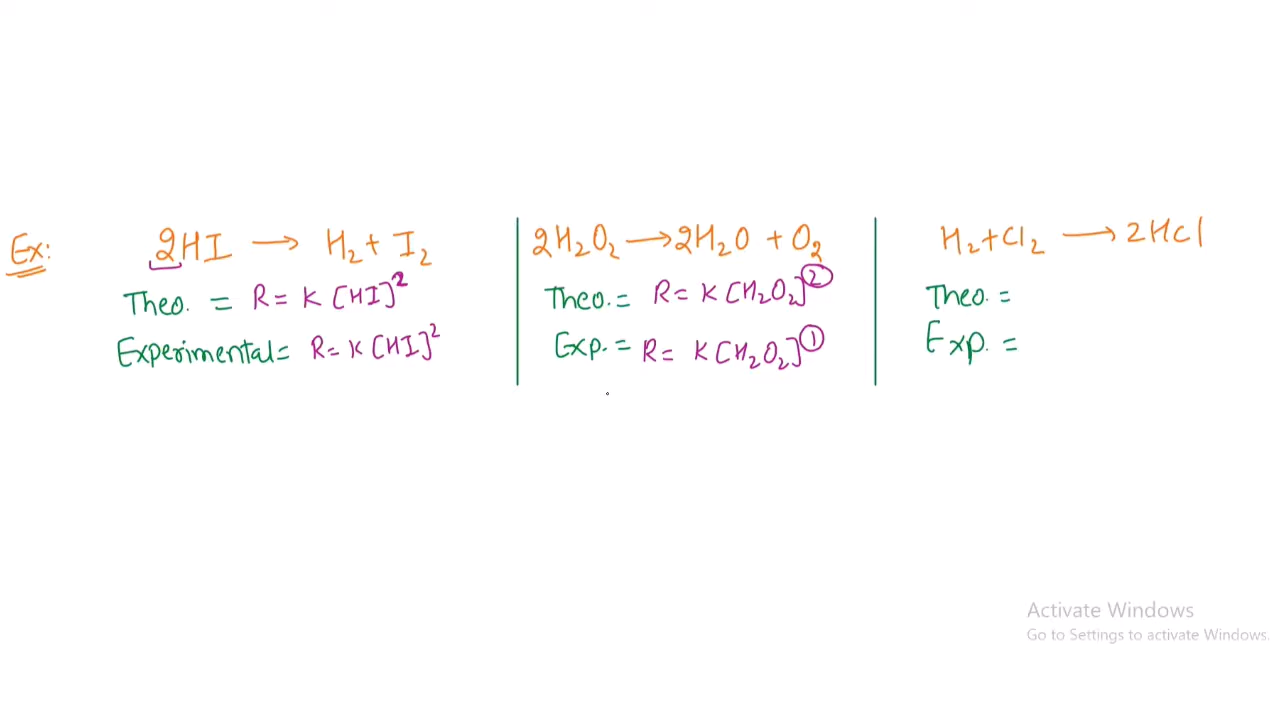 Ex:
2HI → H₂ + I₂
Theo. = R = K [HI]²
Experimental = R = K [HI]²
2H₂O₂ → 2H₂O + O₂
Theo. = R = K [H₂O₂]②
Exp. = R = K [H₂O₂]①
H₂ + Cl₂ → 2HCl
Theo. =
Exp. =
Activate Windows
Go to Settings to activate Windows.